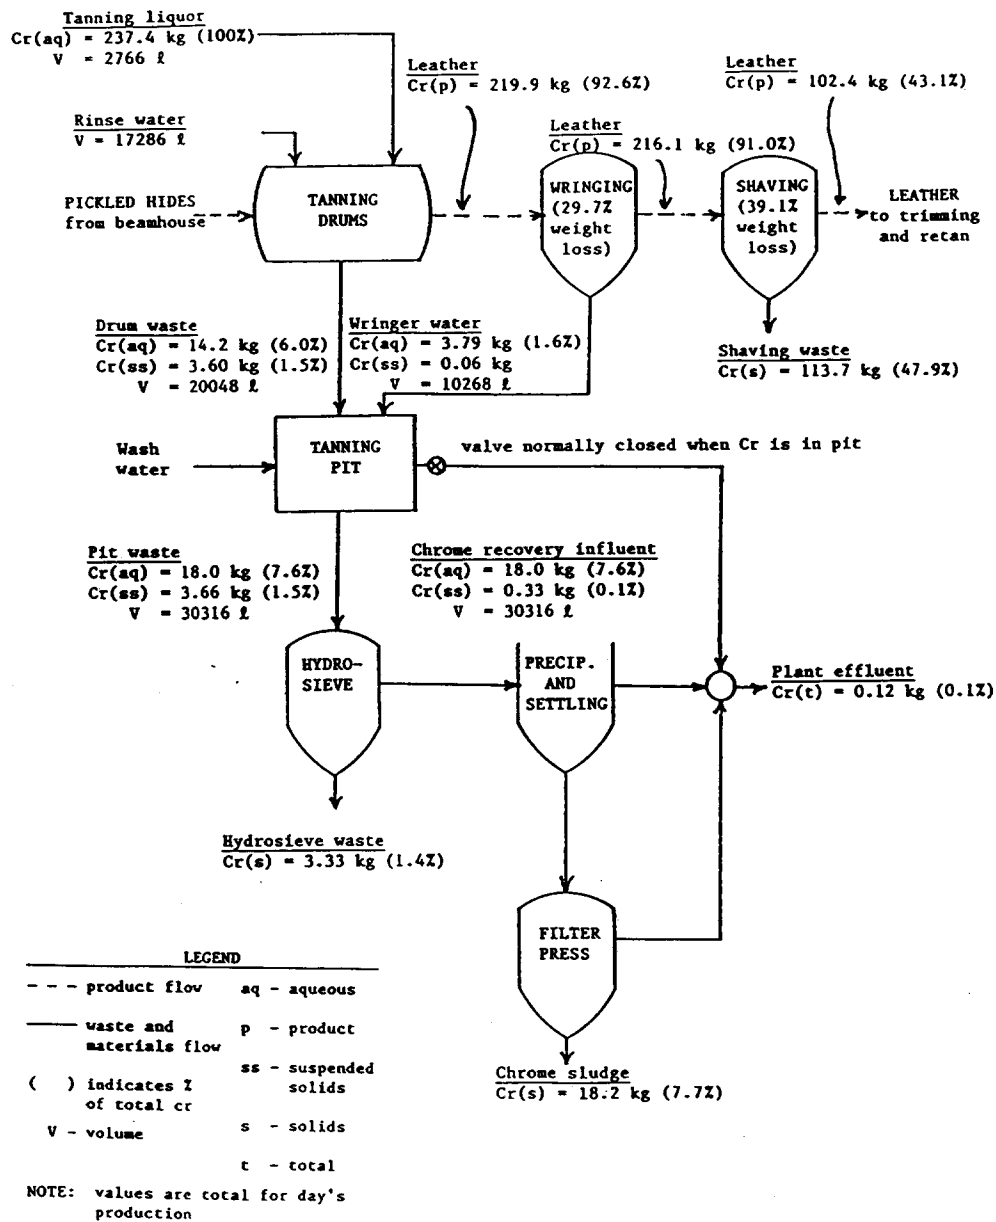 Tanning liquor
Cr(aq) = 237.4 kg (100%)
V = 2766 ℓ
Rinse water
V = 17286 ℓ
PICKLED HIDES
from beamhouse
TANNING
DRUMS
Leather
Cr(p) = 219.9 kg (92.6%)
Leather
Cr(p) = 216.1 kg (91.0%)
WRINGING
(29.7%
weight
loss)
Leather
Cr(p) = 102.4 kg (43.1%)
SHAVING
(39.1%
weight
loss)
LEATHER
to trimming
and retan
Drum waste
Cr(aq) = 14.2 kg (6.0%)
Cr(ss) = 3.60 kg (1.5%)
V = 20048 ℓ
Wringer water
Cr(aq) = 3.79 kg (1.6%)
Cr(ss) = 0.06 kg
V = 10268 ℓ
Shaving waste
Cr(s) = 113.7 kg (47.9%)
Wash
water
TANNING
PIT
valve normally closed when Cr is in pit
Pit waste
Cr(aq) = 18.0 kg (7.6%)
Cr(ss) = 3.66 kg (1.5%)
V = 30316 ℓ
Chrome recovery influent
Cr(aq) = 18.0 kg (7.6%)
Cr(ss) = 0.33 kg (0.1%)
V = 30316 ℓ
HYDRO-
SIEVE
PRECIP.
AND
SETTLING
Plant effluent
Cr(t) = 0.12 kg (0.1%)
Hydrosieve waste
Cr(s) = 3.33 kg (1.4%)
FILTER
PRESS
Chrome sludge
Cr(s) = 18.2 kg (7.7%)
LEGEND
- - - product flow
—— waste and
materials flow
( ) indicates %
of total cr
V - volume
aq - aqueous
p - product
ss - suspended
solids
s - solids
t - total
NOTE: values are total for day's
production